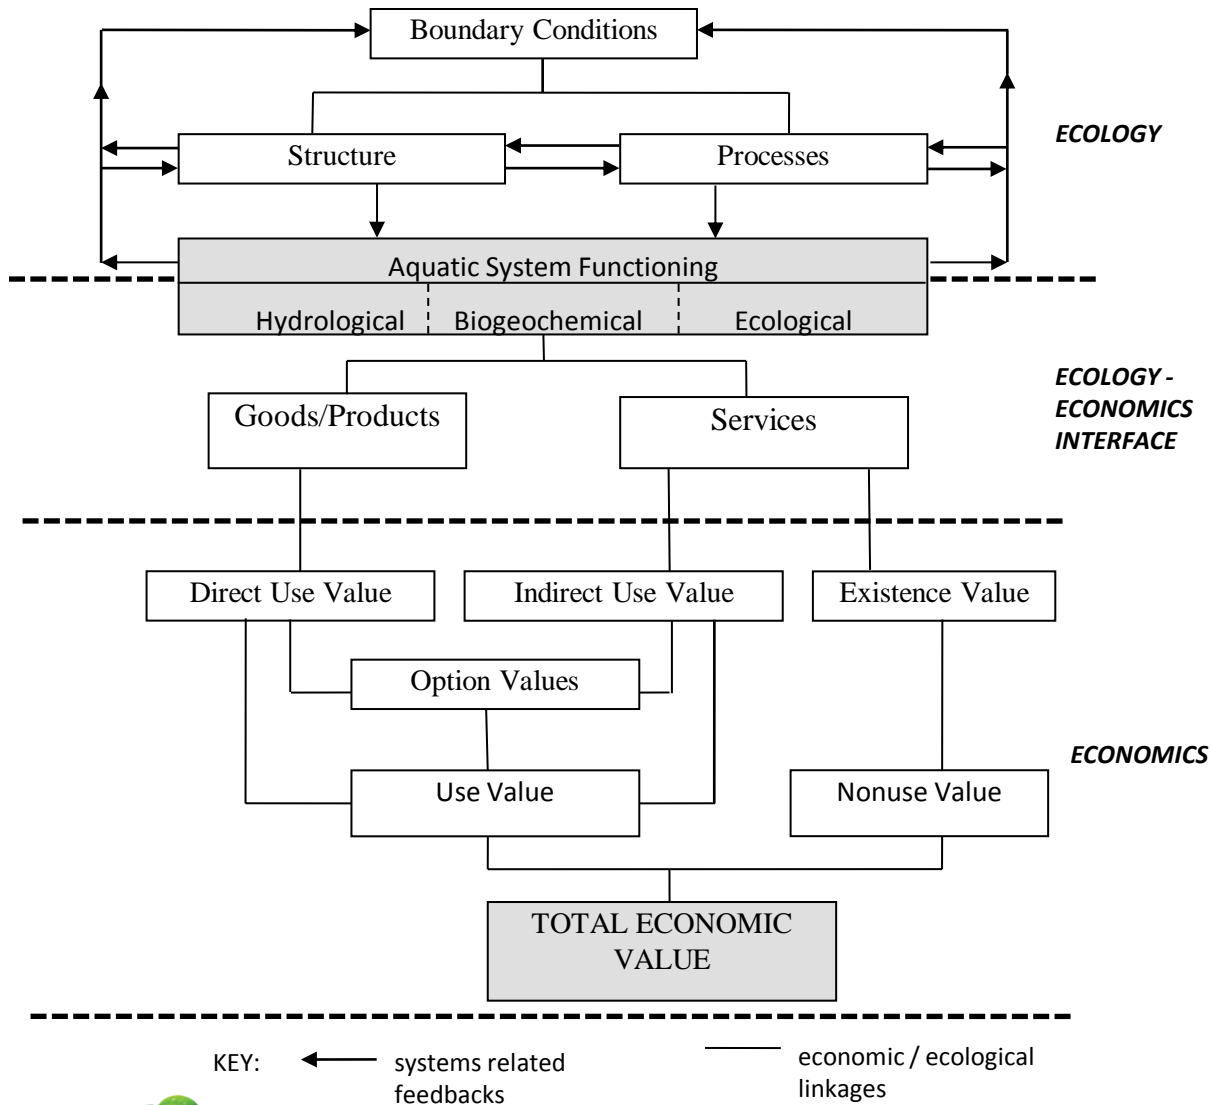 Boundary Conditions
ECOLOGY
Structure
Processes
Aquatic System Functioning
Hydrological
Biogeochemical
Ecological
ECOLOGY -
ECONOMICS
INTERFACE
Goods/Products
Services
Direct Use Value
Indirect Use Value
Existence Value
Option Values
ECONOMICS
Use Value
Nonuse Value
TOTAL ECONOMIC
VALUE
KEY:
systems related
feedbacks
economic / ecological
linkages